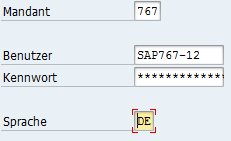 Mandant 767
Benutzer SAP767-12
Kennwort ************
Sprache DE